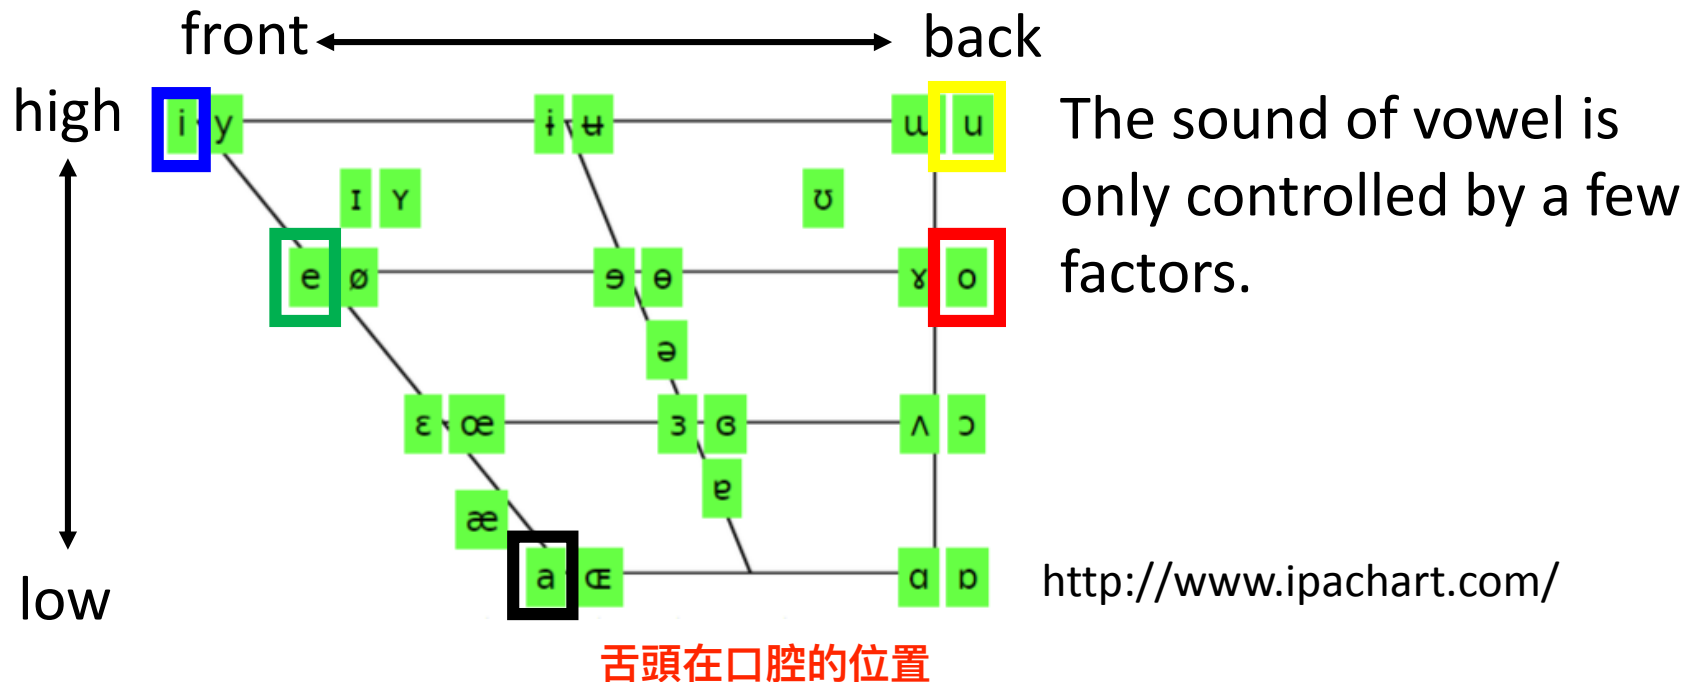 front back
high
i y ɨ ʉ ɯ u
ɪ ʏ ʊ
e ø ɘ ɵ ɤ o
ə
ɛ œ ɜ ɞ ʌ ɔ
ɐ
æ
a ɶ ɑ ɒ
low
The sound of vowel is
only controlled by a few
factors.
http://www.ipachart.com/
舌頭在口腔的位置